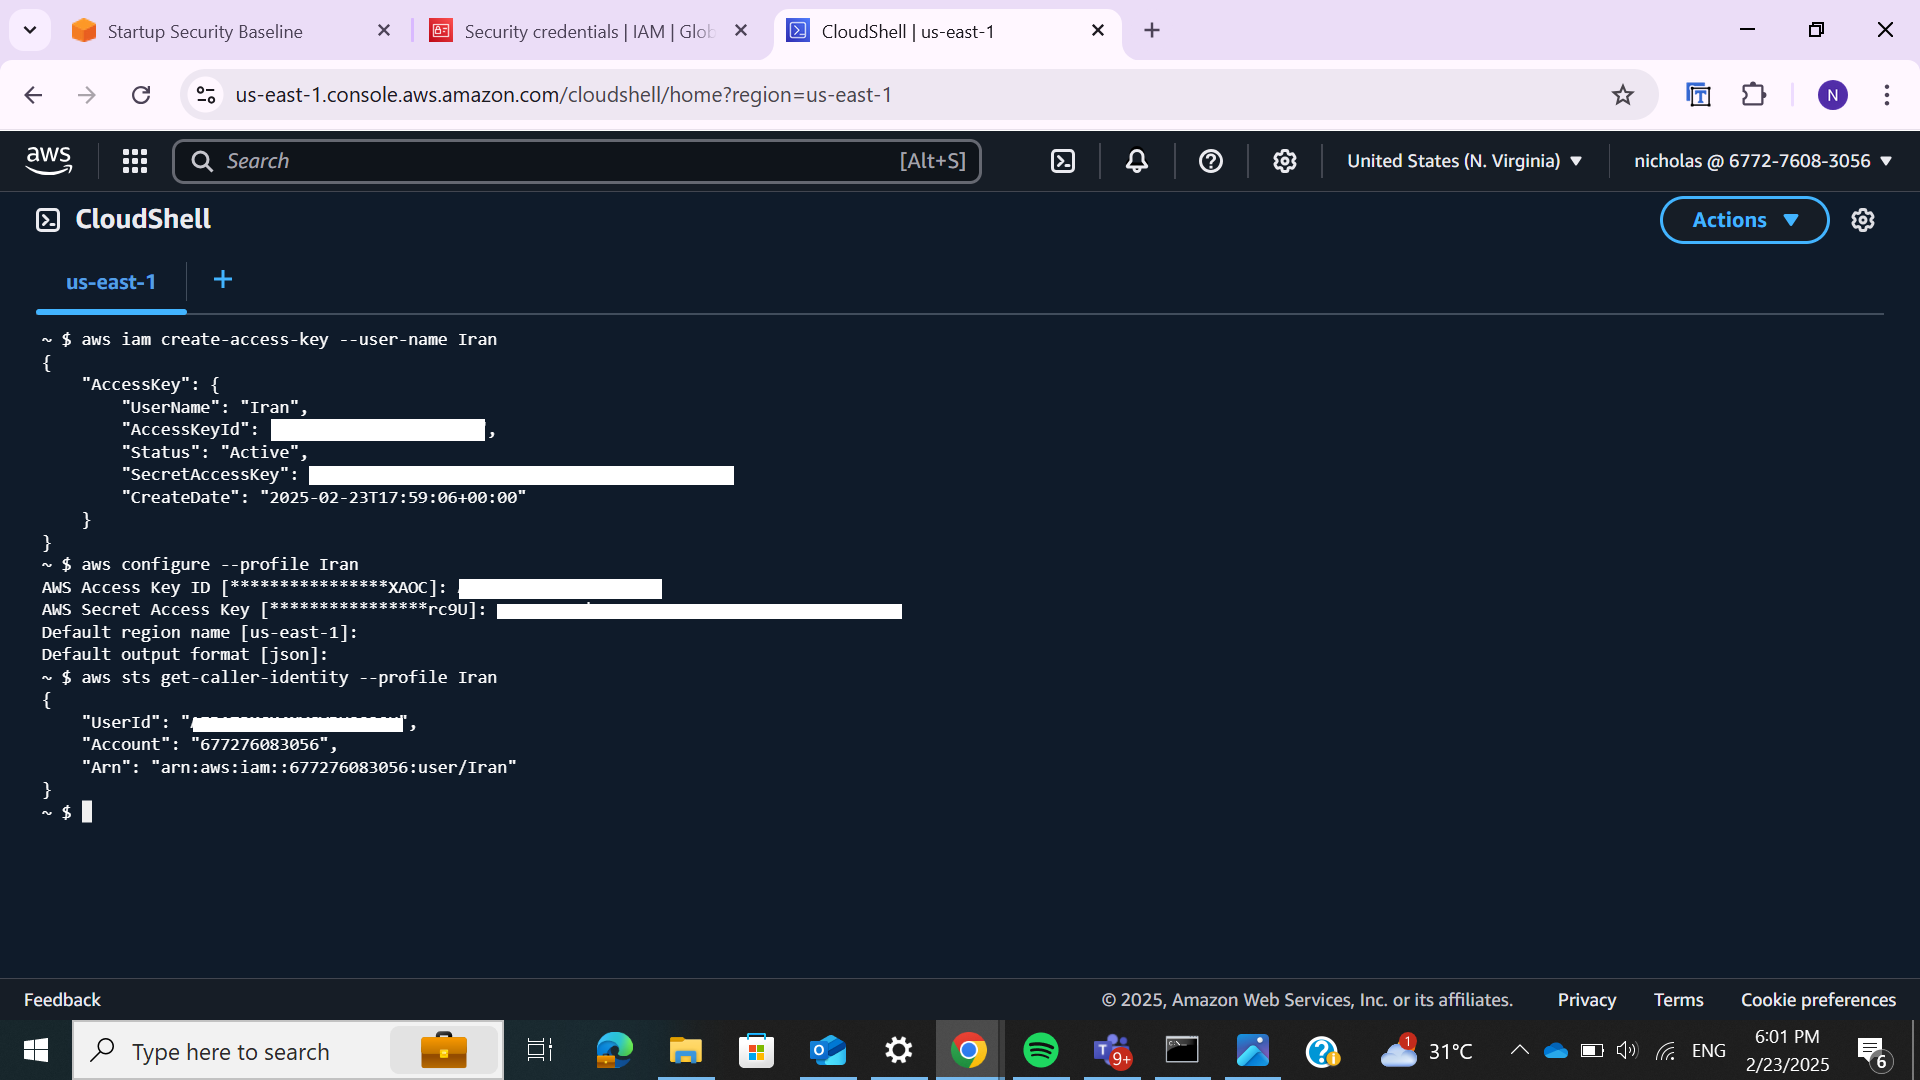 Startup Security Baseline
Security credentials | IAM | Glob
CloudShell | us-east-1
us-east-1.console.aws.amazon.com/cloudshell/home?region=us-east-1
N
aws
Search
[Alt+S]
United States (N. Virginia)
nicholas @ 6772-7608-3056
CloudShell
Actions
us-east-1
~ $ aws iam create-access-key --user-name Iran
{
"AccessKey": {
"UserName": "Iran",
"AccessKeyId": ,
"Status": "Active",
"SecretAccessKey":
"CreateDate": "2025-02-23T17:59:06+00:00"
}
}
~ $ aws configure --profile Iran
AWS Access Key ID [****************XAOC]:
AWS Secret Access Key [****************rc9U]:
Default region name [us-east-1]:
Default output format [json]:
~ $ aws sts get-caller-identity --profile Iran
{
"UserId": "",
"Account": "677276083056",
"Arn": "arn:aws:iam::677276083056:user/Iran"
}
~ $
Feedback
© 2025, Amazon Web Services, Inc. or its affiliates.
Privacy
Terms
Cookie preferences
Type here to search
9+
1
31°C
ENG
6:01 PM
2/23/2025
6